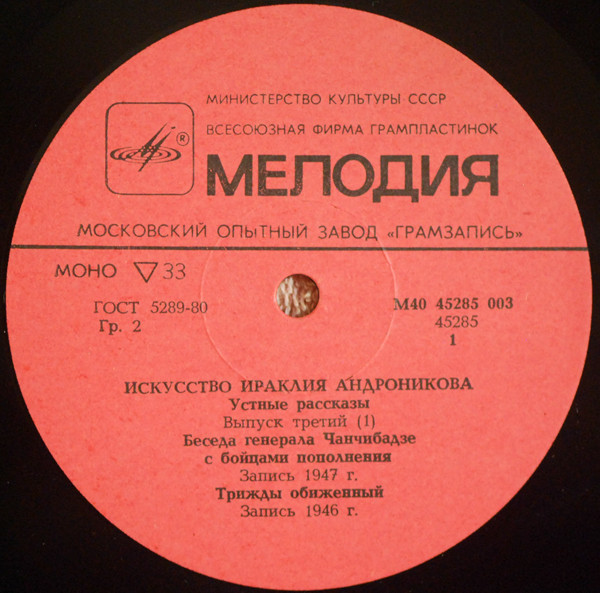 МИНИСТЕРСТВО КУЛЬТУРЫ СССР
ВСЕСОЮЗНАЯ ФИРМА ГРАМПЛАСТИНОК
®
МЕЛОДИЯ
МОСКОВСКИЙ ОПЫТНЫЙ ЗАВОД «ГРАМЗАПИСЬ»
МОНО ▽ 33
ГОСТ 5289-80
Гр. 2
М40 45285 003
45285
1
ИСКУССТВО ИРАКЛИЯ АНДРОНИКОВА
Устные рассказы
Выпуск третий (1)
Беседа генерала Чанчибадзе
с бойцами пополнения
Запись 1947 г.
Трижды обиженный
Запись 1946 г.